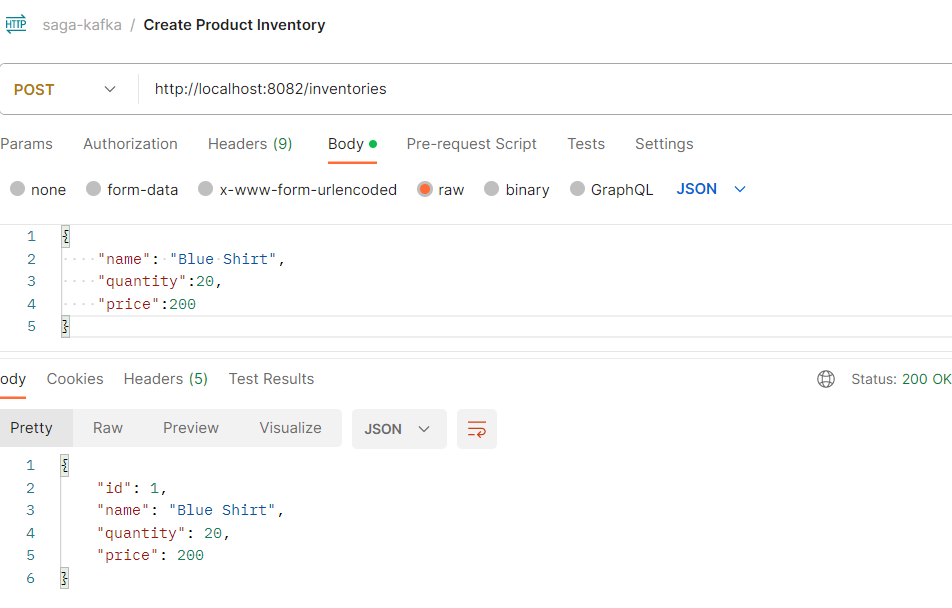 HTTP saga-kafka / Create Product Inventory
POST http://localhost:8082/inventories
Params Authorization Headers (9) Body Pre-request Script Tests Settings
none form-data x-www-form-urlencoded raw binary GraphQL JSON
1 {
2 "name": "Blue Shirt",
3 "quantity":20,
4 "price":200
5 }
ody Cookies Headers (5) Test Results Status: 200 OK
Pretty Raw Preview Visualize JSON
1 {
2 "id": 1,
3 "name": "Blue Shirt",
4 "quantity": 20,
5 "price": 200
6 }